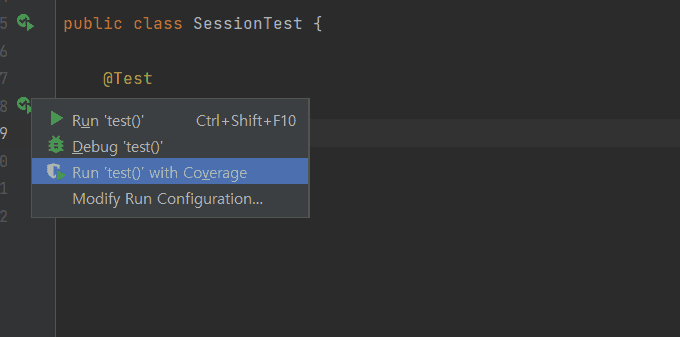 5 public class SessionTest {
6
7 @Test
8
Run 'test()' Ctrl+Shift+F10
9
Debug 'test()'
0
Run 'test()' with Coverage
1
Modify Run Configuration...
2